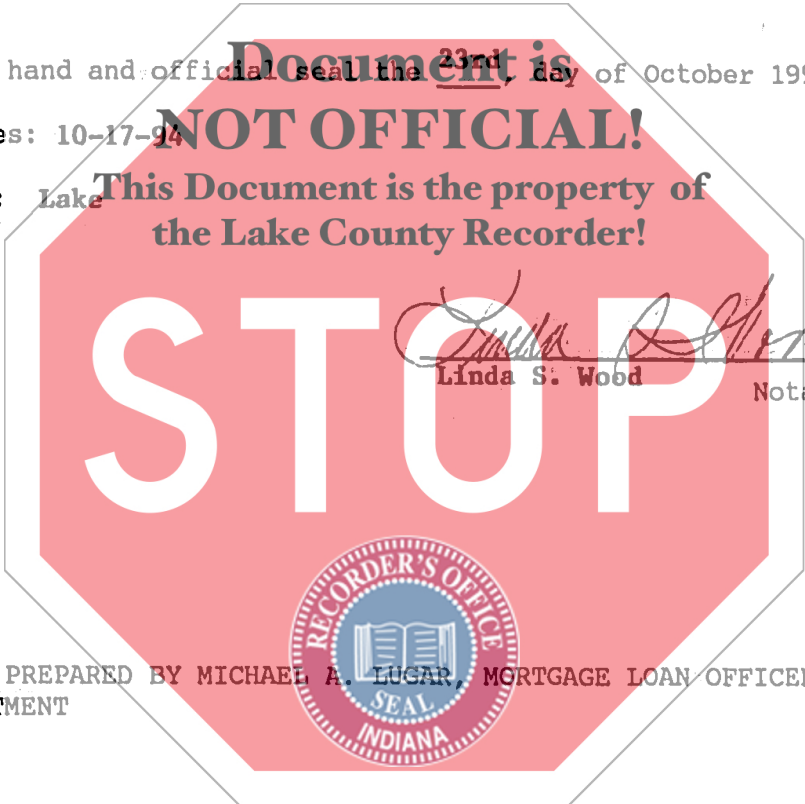 Document is
hand and official seal the 23rd, day of October 199
NOT OFFICIAL!
es: 10-17-94
This Document is the property of
: Lake
the Lake County Recorder!
STOP
Linda S. Wood
Nota
RECORDER'S OFFICE
SEAL
INDIANA
PREPARED BY MICHAEL A. LUGAR, MORTGAGE LOAN OFFICER
TMENT